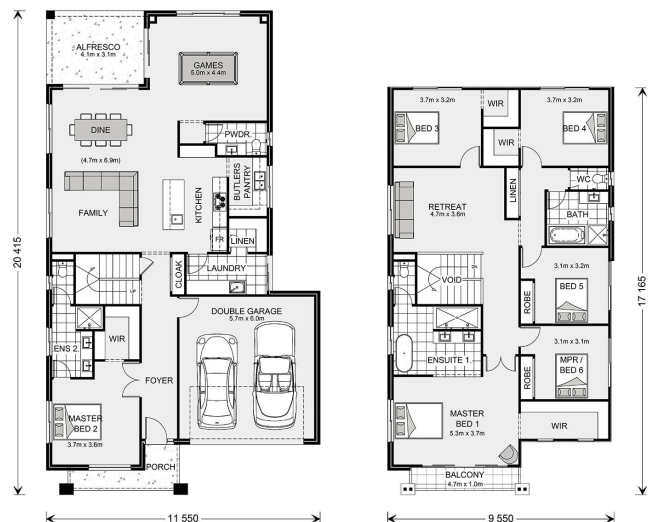 ALFRESCO
4.1m x 3.1m
GAMES
5.0m x 4.4m
DINE
(4.7m x 6.9m)
FAMILY
PWDR.
KITCHEN
BUTLERS
PANTRY
FR
LINEN
CLOAK
LAUNDRY
UP
UP
DOUBLE GARAGE
5.7m x 6.0m
WIR
ENS 2.
FOYER
MASTER
BED 2
3.7m x 3.6m
PORCH
20 415
11 550
3.7m x 3.2m
BED 3
WIR
WIR
3.7m x 3.2m
BED 4
RETREAT
4.7m x 3.6m
LINEN
WC
BATH
VOID
DN
3.1m x 3.2m
BED 5
ROBE
ENSUITE 1.
3.1m x 3.1m
MPR /
BED 6
ROBE
MASTER
BED 1
5.3m x 3.7m
WIR
BALCONY
4.7m x 1.0m
17 165
9 550